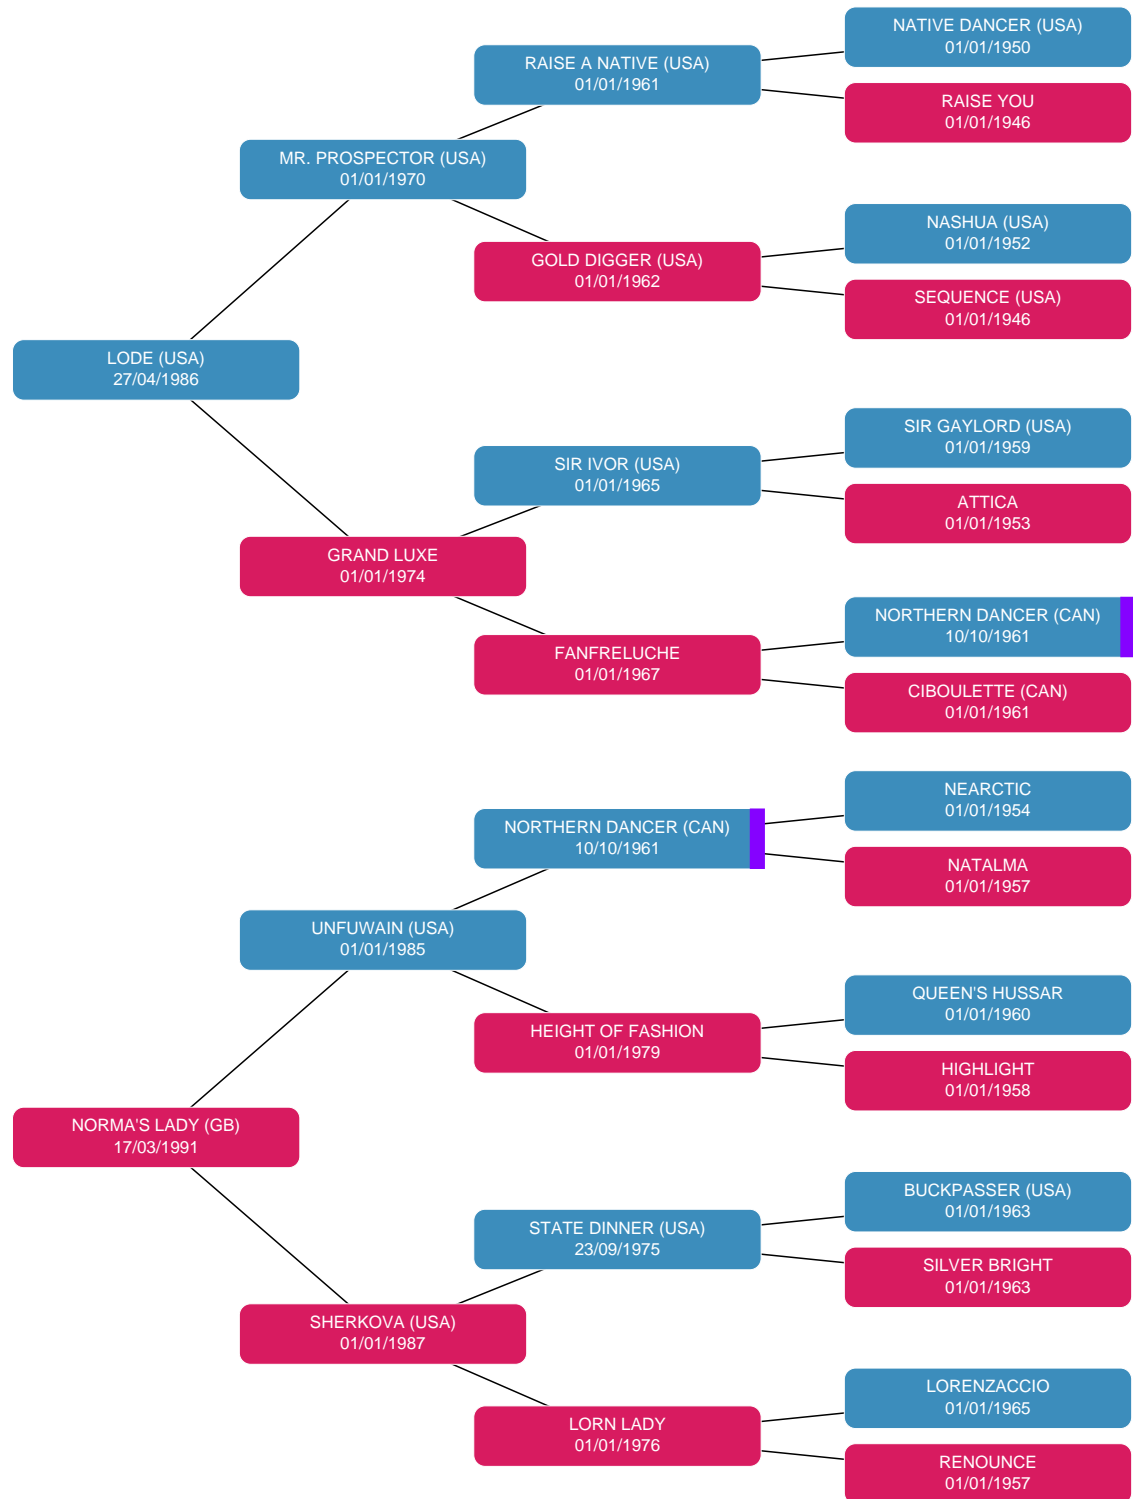 NATIVE DANCER (USA)
01/01/1950
RAISE A NATIVE (USA)
01/01/1961
RAISE YOU
01/01/1946
MR. PROSPECTOR (USA)
01/01/1970
NASHUA (USA)
01/01/1952
GOLD DIGGER (USA)
01/01/1962
SEQUENCE (USA)
01/01/1946
LODE (USA)
27/04/1986
SIR GAYLORD (USA)
01/01/1959
SIR IVOR (USA)
01/01/1965
ATTICA
01/01/1953
GRAND LUXE
01/01/1974
NORTHERN DANCER (CAN)
10/10/1961
FANFRELUCHE
01/01/1967
CIBOULETTE (CAN)
01/01/1961
NEARCTIC
01/01/1954
NORTHERN DANCER (CAN)
10/10/1961
NATALMA
01/01/1957
UNFUWAIN (USA)
01/01/1985
QUEEN'S HUSSAR
01/01/1960
HEIGHT OF FASHION
01/01/1979
HIGHLIGHT
01/01/1958
NORMA'S LADY (GB)
17/03/1991
BUCKPASSER (USA)
01/01/1963
STATE DINNER (USA)
23/09/1975
SILVER BRIGHT
01/01/1963
SHERKOVA (USA)
01/01/1987
LORENZACCIO
01/01/1965
LORN LADY
01/01/1976
RENOUNCE
01/01/1957